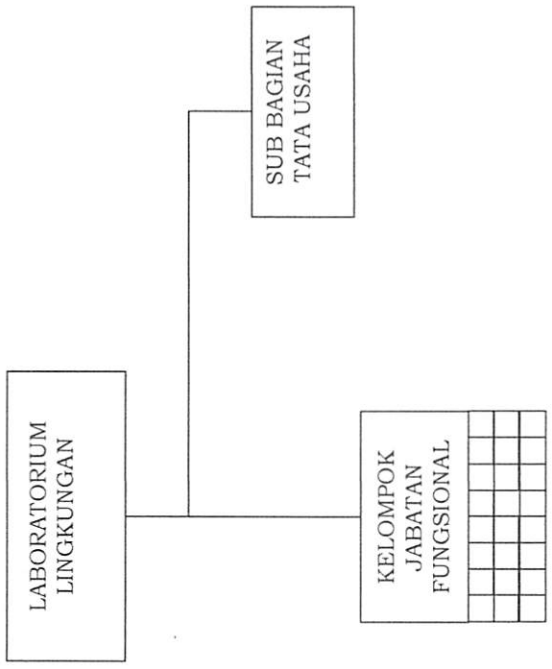 LABORATORIUM
LINGKUNGAN
SUB BAGIAN
TATA USAHA
KELOMPOK
JABATAN
FUNGSIONAL